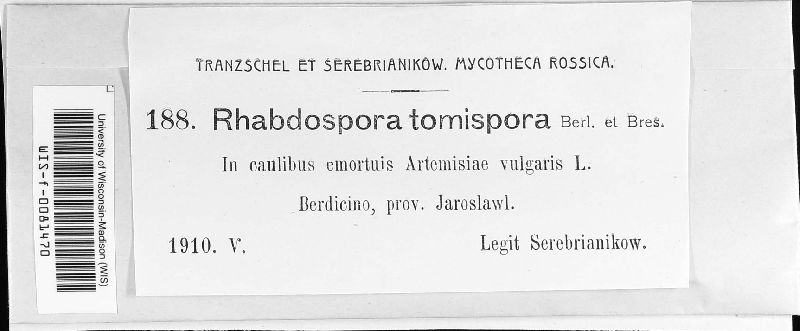 TRANZSCHEL ET SEREBRIANIKOW. MYCOTHECA ROSSICA.
188. Rhabdospora tomispora Berl. et Bres.
In caulibus emortuis Artemisiae vulgaris L.
Berdicino, prov. Jaroslawl.
1910. V. Legit Serebrianikow.
University of Wisconsin-Madison (WIS)
WIS-f-0081470